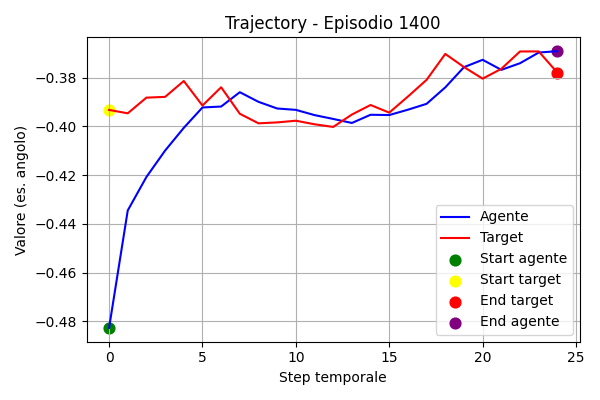 Trajectory - Episodio 1400
Valore (es. angolo)
−0.38
−0.40
−0.42
−0.44
−0.46
−0.48
0
5
10
15
20
25
Step temporale
Agente
Target
Start agente
Start target
End target
End agente